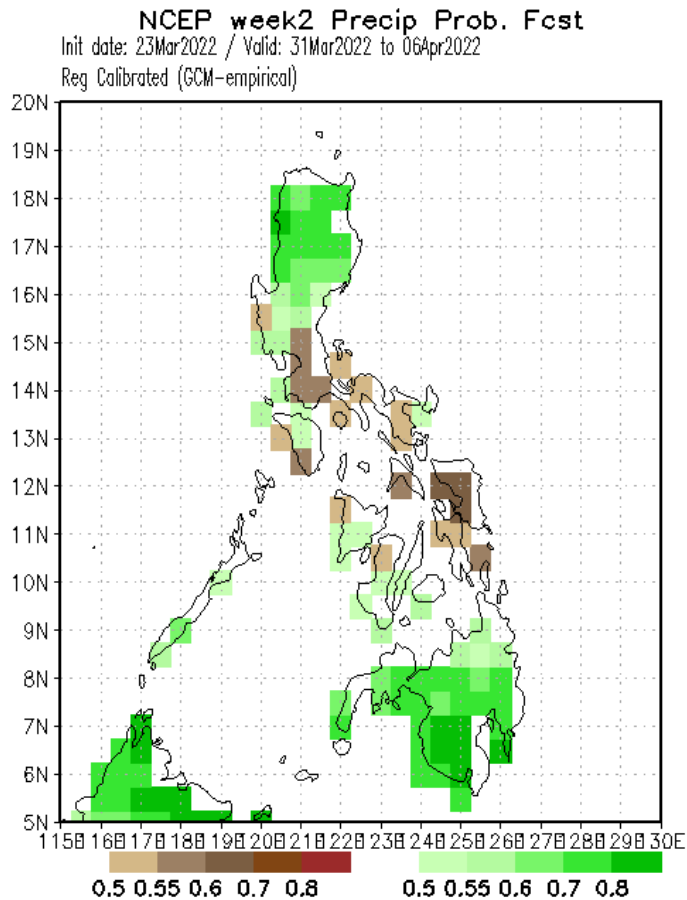 NCEP week2 Precip Prob. Fcst
Init date: 23Mar2022 / Valid: 31Mar2022 to 06Apr2022
Reg Calibrated (GCM-empirical)
20N
19N
18N
17N
16N
15N
14N
13N
12N
11N
10N
9N
8N
7N
6N
5N
115E 116E 117E 118E 119E 120E 121E 122E 123E 124E 125E 126E 127E 128E 129E 130E
0.5 0.55 0.6 0.7 0.8 0.5 0.55 0.6 0.7 0.8